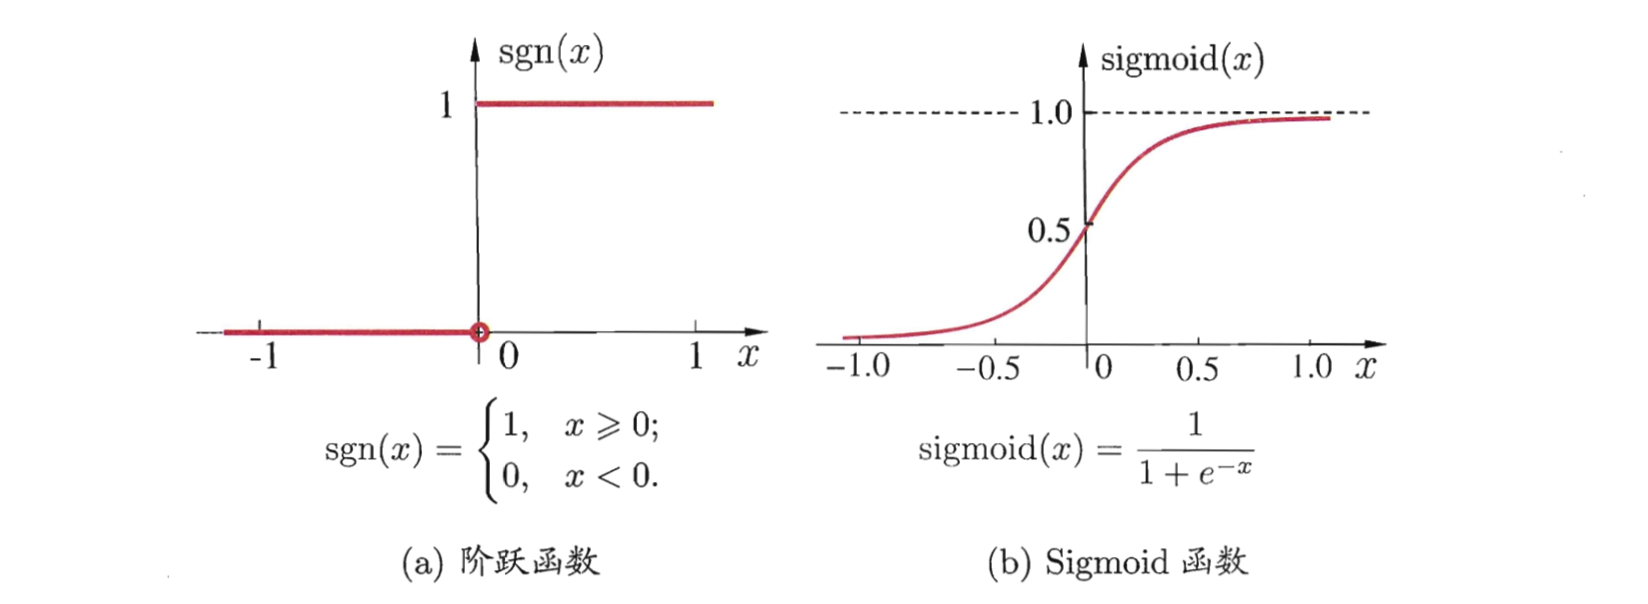 sgn(x)
1
-1
0
1
x
sgn(x) = { 1, x ⩾ 0;
0, x < 0.
(a) 阶跃函数
sigmoid(x)
1.0
0.5
−1.0
−0.5
0
0.5
1.0
x
sigmoid(x) = 1 / (1 + e^{−x})
(b) Sigmoid 函数